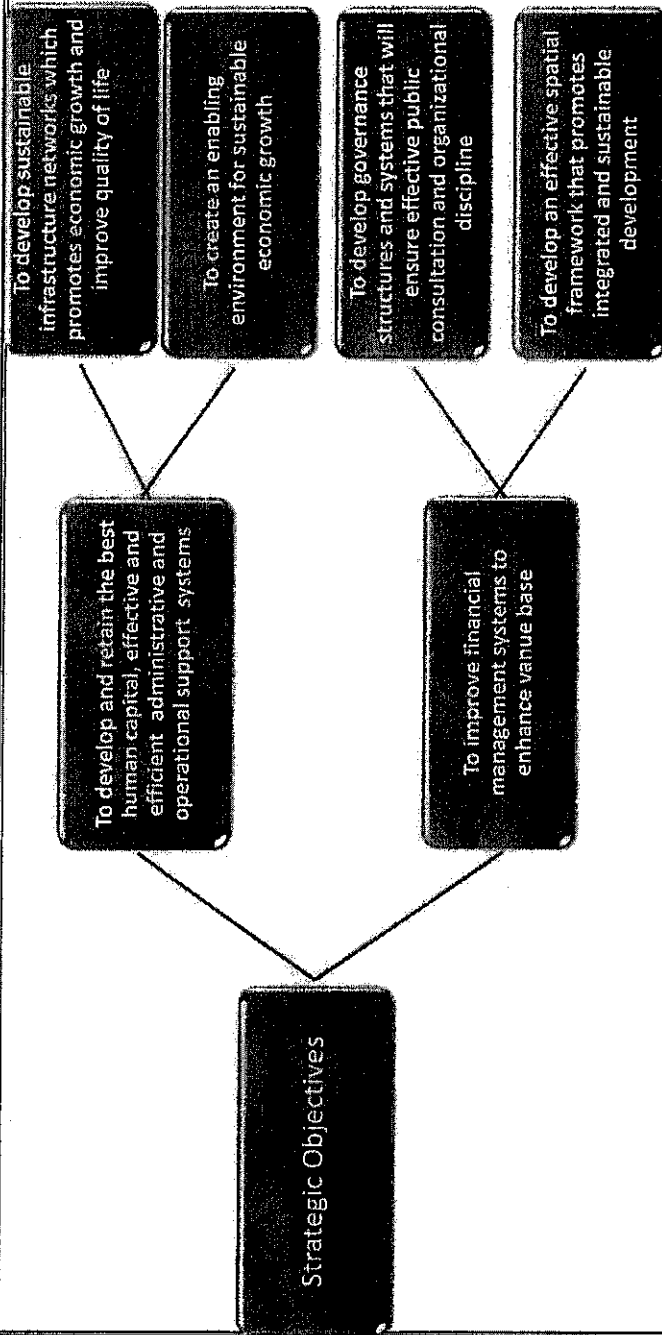 Strategic Objectives
To develop and retain the best
human capital, effective and
efficient administrative and
operational support systems
To improve financial
management systems to
enhance vanue base
To develop sustainable
infrastructure networks which
promotes economic growth and
improve quality of life
To create an enabling
environment for sustainable
economic growth
To develop governance
structures and systems that will
ensure effective public
consultation and organizational
discipline
To develop an effective spatial
framework that promotes
integrated and sustainable
development